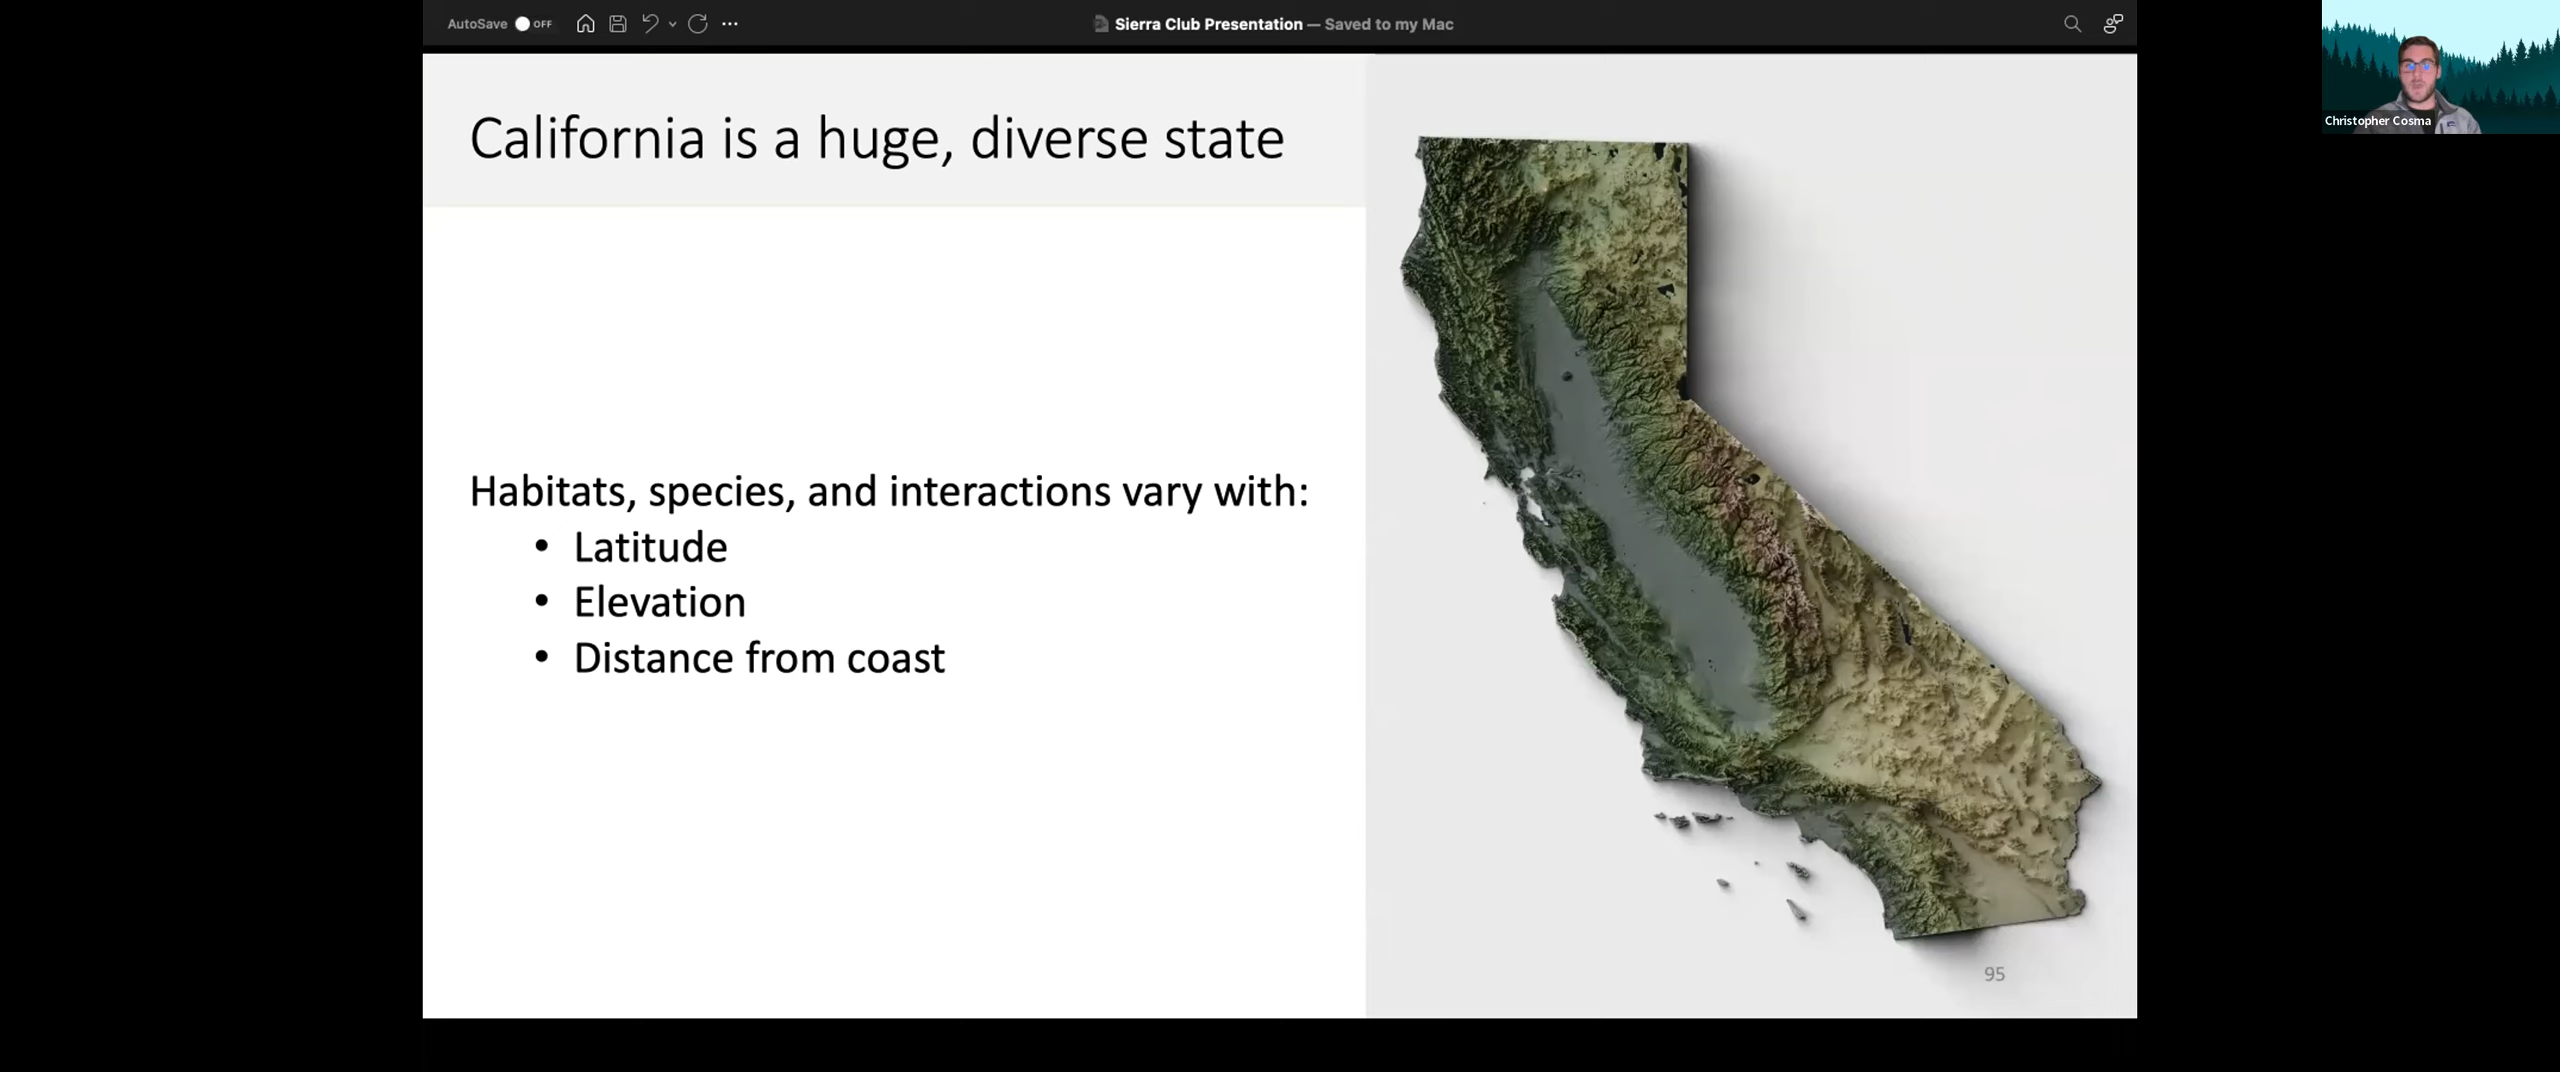 AutoSave OFF
Sierra Club Presentation — Saved to my Mac
Christopher Cosma
California is a huge, diverse state
Habitats, species, and interactions vary with:
• Latitude
• Elevation
• Distance from coast
95